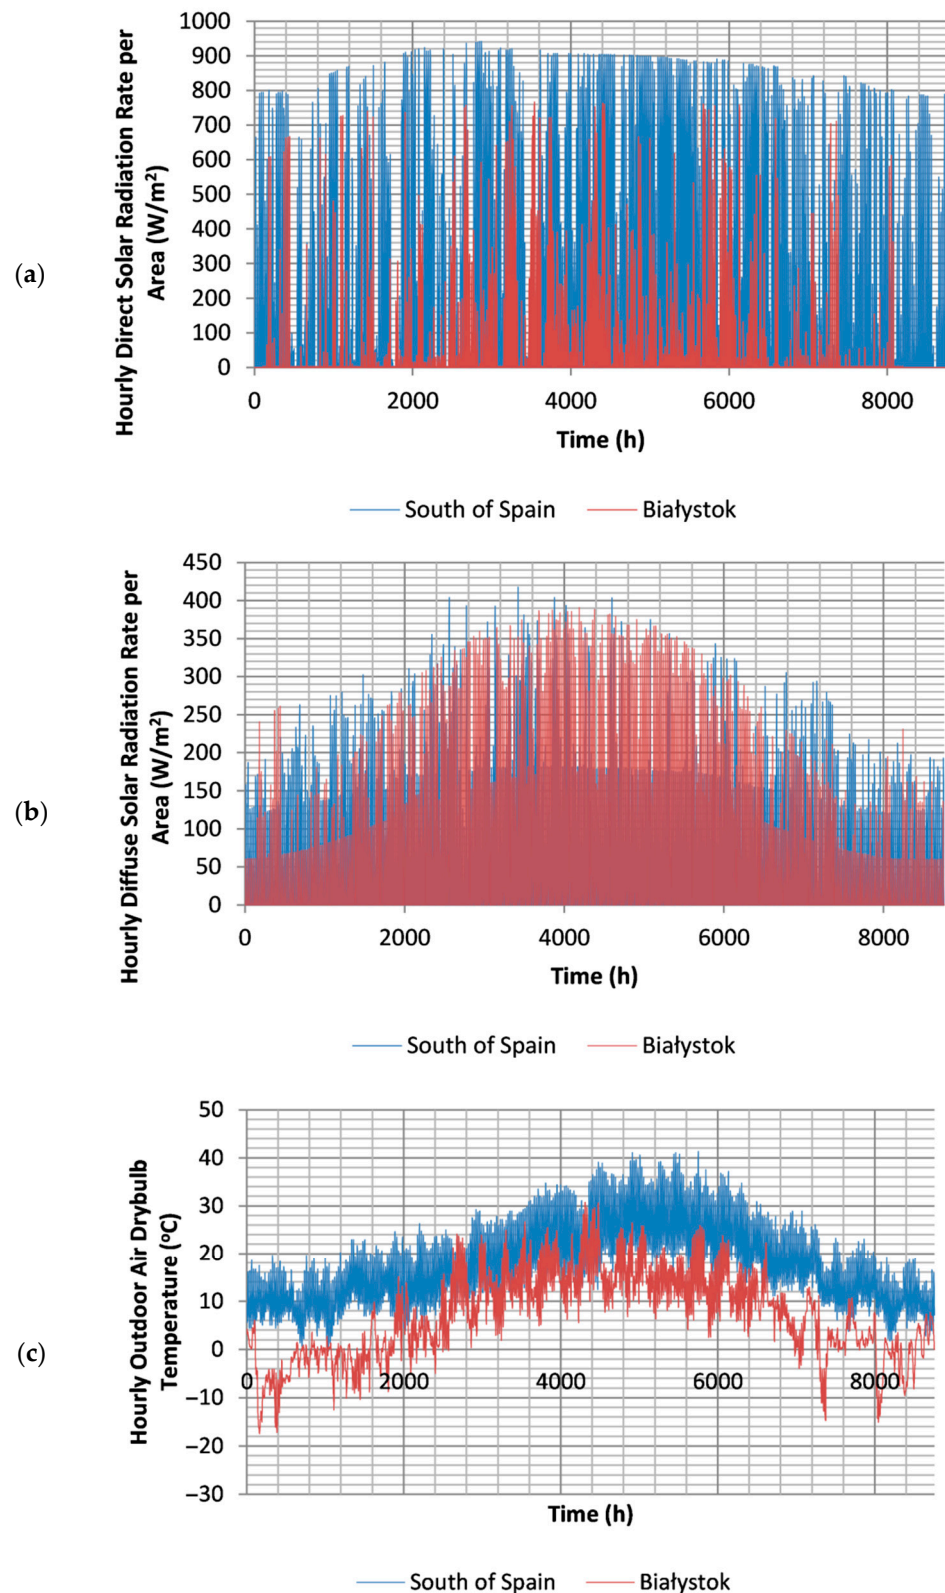 (a)
Hourly Direct Solar Radiation Rate per
Area (W/m²)
1000
900
800
700
600
500
400
300
200
100
0
0 2000 4000 6000 8000
Time (h)
South of Spain Białystok
(b)
Hourly Diffuse Solar Radiation Rate per
Area (W/m²)
450
400
350
300
250
200
150
100
50
0
0 2000 4000 6000 8000
Time (h)
South of Spain Białystok
(c)
Hourly Outdoor Air Drybulb
Temperature (°C)
50
40
30
20
10
0
−10
−20
−30
0 2000 4000 6000 8000
Time (h)
South of Spain Białystok